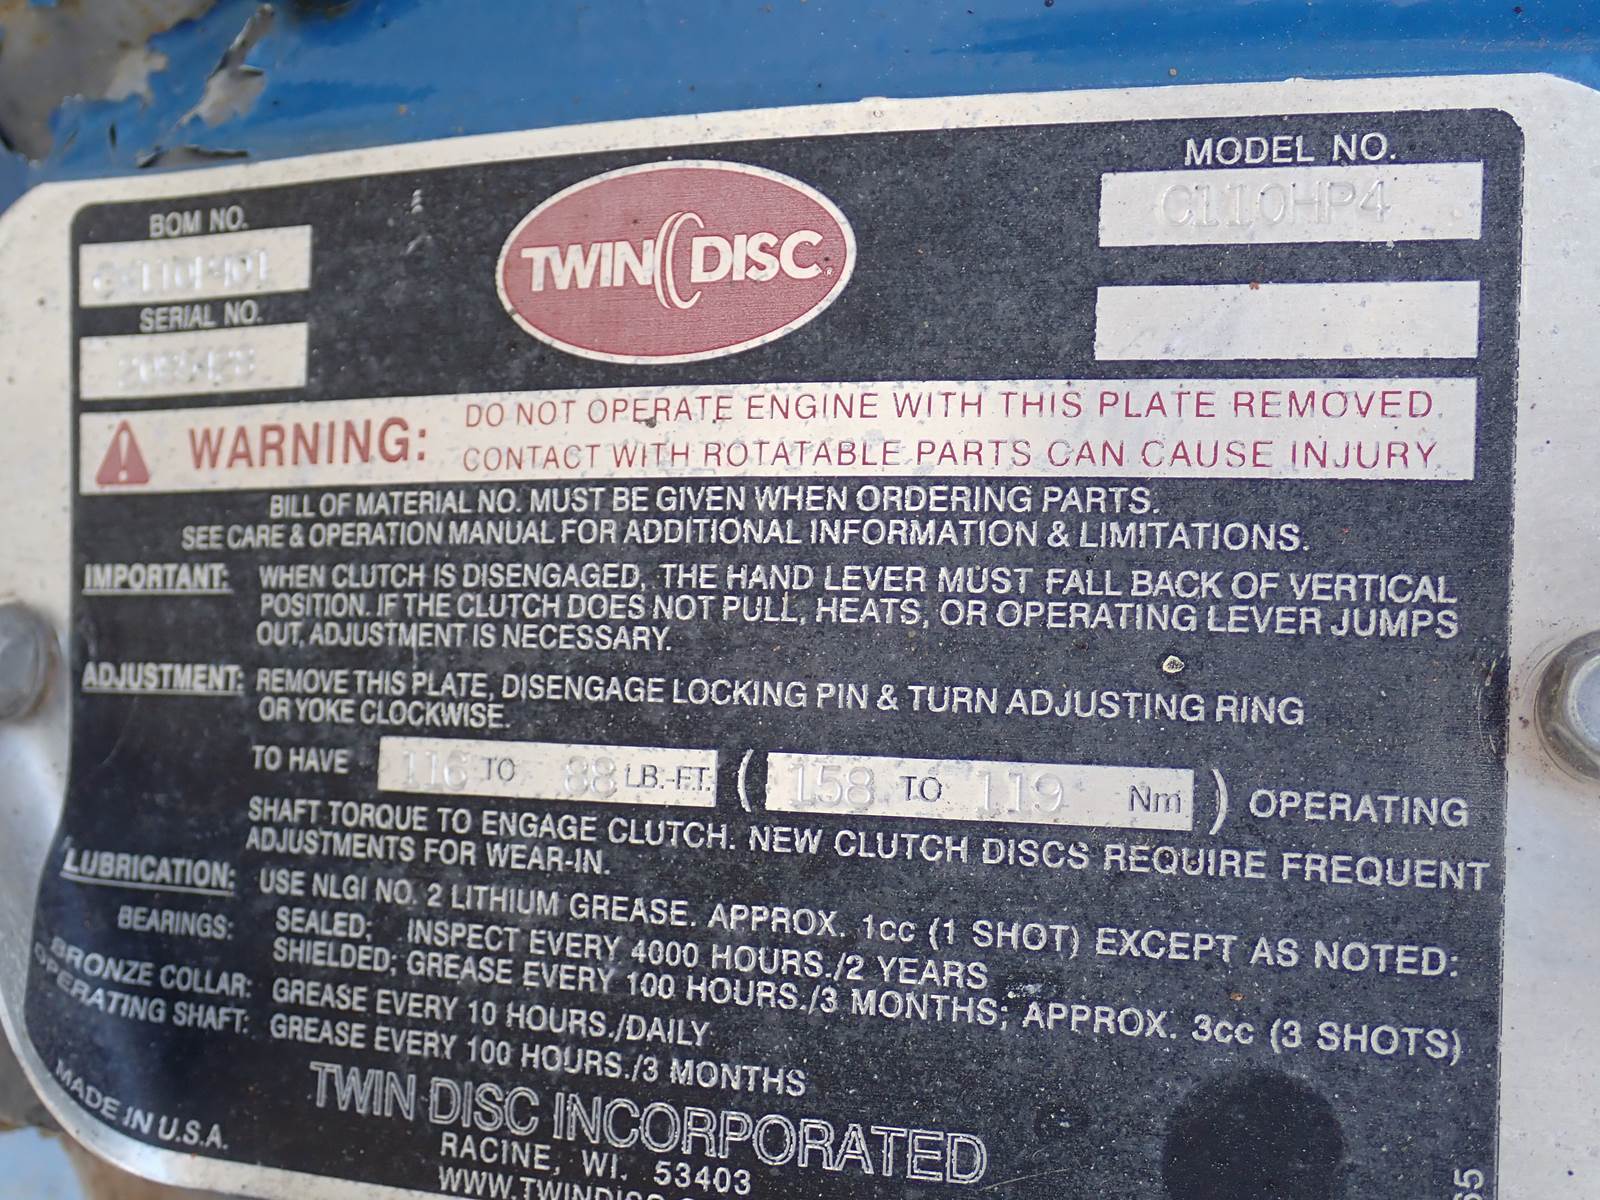 MODEL NO.
C110HP4
BOM NO.
SERIAL NO.
TWIN DISC®
WARNING: DO NOT OPERATE ENGINE WITH THIS PLATE REMOVED.
CONTACT WITH ROTATABLE PARTS CAN CAUSE INJURY
BILL OF MATERIAL NO. MUST BE GIVEN WHEN ORDERING PARTS.
SEE CARE & OPERATION MANUAL FOR ADDITIONAL INFORMATION & LIMITATIONS.
IMPORTANT: WHEN CLUTCH IS DISENGAGED, THE HAND LEVER MUST FALL BACK OF VERTICAL
POSITION. IF THE CLUTCH DOES NOT PULL, HEATS, OR OPERATING LEVER JUMPS
OUT, ADJUSTMENT IS NECESSARY.
ADJUSTMENT: REMOVE THIS PLATE, DISENGAGE LOCKING PIN & TURN ADJUSTING RING
OR YOKE CLOCKWISE.
TO HAVE 116 TO 88 LB.-FT. ( 158 TO 119 Nm ) OPERATING
SHAFT TORQUE TO ENGAGE CLUTCH. NEW CLUTCH DISCS REQUIRE FREQUENT
ADJUSTMENTS FOR WEAR-IN.
LUBRICATION: USE NLGI NO. 2 LITHIUM GREASE. APPROX. 1cc (1 SHOT) EXCEPT AS NOTED:
BEARINGS: SEALED; INSPECT EVERY 4000 HOURS./2 YEARS
SHIELDED; GREASE EVERY 100 HOURS./3 MONTHS; APPROX. 3cc (3 SHOTS)
BRONZE COLLAR: GREASE EVERY 10 HOURS./DAILY
OPERATING SHAFT: GREASE EVERY 100 HOURS./3 MONTHS
MADE IN U.S.A.
TWIN DISC INCORPORATED
RACINE, WI. 53403